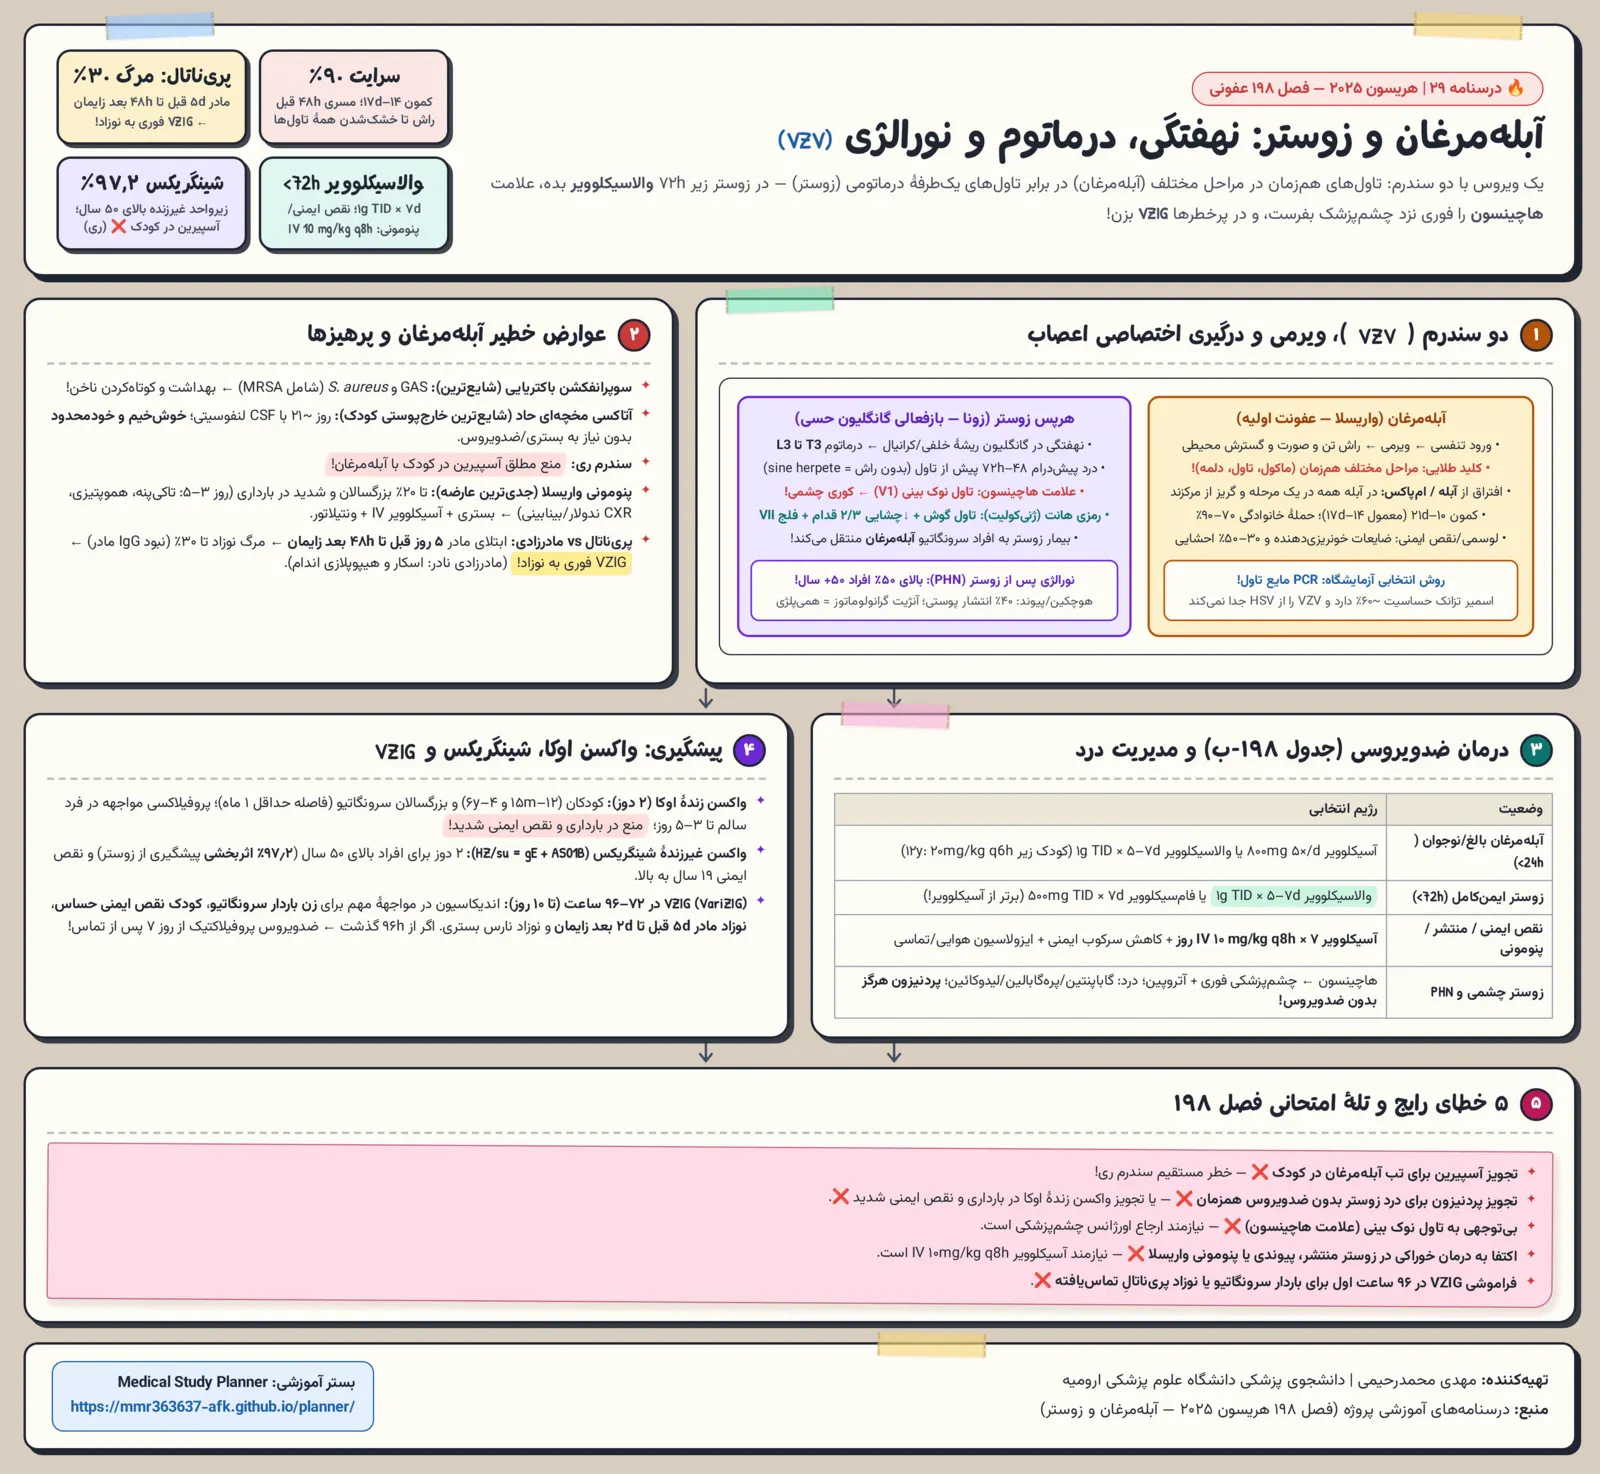 🔥 درسنامه ۲۹ | هریسون ۲۰۲۵ — فصل ۱۹۸ عفونی
آبله‌مرغان و زوستر: نهفتگی، درماتوم و نورالژی (VZV)
یک ویروس با دو سندرم: تاول‌های هم‌زمان در مراحل مختلف (آبله‌مرغان) در برابر تاول‌های یک‌طرفهٔ درماتومی (زوستر) — در زوستر زیر ۷۲h والاسیکلوویر بده، علامت
هاچینسون را فوری نزد چشم‌پزشک بفرست، و در پرخطرها VZIG بزن!
سرایت ۹۰٪
کمون ۱۴–۱۷d؛ مسری ۴۸h قبل
راش تا خشک‌شدن همهٔ تاول‌ها
پری‌ناتال: مرگ ۳۰٪
مادر ۵d قبل تا ۴۸h بعد زایمان
← VZIG فوری به نوزاد!
والاسیکلوویر <72h
۱g TID × ۷d؛ نقص ایمنی/
پنومونی: IV 10 mg/kg q8h
شینگریکس ۹۷,۲٪
زیرواحد غیرزنده بالای ۵۰ سال؛
آسپیرین در کودک ❌ (ری)
۱ دو سندرم ( VZV )، ویرمی و درگیری اختصاصی اعصاب
آبله‌مرغان (واریسلا — عفونت اولیه)
• ورود تنفسی ← ویرمی ← راش تن و صورت و گسترش محیطی
• کلید طلایی: مراحل مختلف هم‌زمان (ماکول، تاول، دلمه)!
• افتراق از آبله / ام‌پاکس: در آبله همه در یک مرحله و گریز از مرکزند
• کمون ۱۰–۲۱d (معمول ۱۴–۱۷d)؛ حملهٔ خانوادگی ۷۰–۹۰٪
• لوسمی/نقص ایمنی: ضایعات خونریزی‌دهنده و ۳۰–۵۰٪ احشایی
روش انتخابی آزمایشگاه: PCR مایع تاول!
اسمیر تزانک حساسیت ~۶۰٪ دارد و VZV را از HSV جدا نمی‌کند
هرپس زوستر (زونا — بازفعالی گانگلیون حسی)
• نهفتگی در گانگلیون ریشهٔ خلفی/کرانیال ← درماتوم T3 تا L3
• درد پیش‌درام ۴۸–۷۲h پیش از تاول (بدون راش = sine herpete)
• علامت هاچینسون: تاول نوک بینی (V1) ← کوری چشمی!
• رمزی هانت (ژنی‌کولیت): تاول گوش + ↓چشایی ۲/۳ قدام + فلج VII
• بیمار زوستر به افراد سرونگاتیو آبله‌مرغان منتقل می‌کند!
نورالژی پس از زوستر (PHN): بالای ۵۰٪ افراد ۵۰+ سال!
هوچکین/پیوند: ۴۰٪ انتشار پوستی؛ آنژیت گرانولوماتوز = همی‌پلژی
۲ عوارض خطیر آبله‌مرغان و پرهیزها
✦ سوپرانفکشن باکتریایی (شایع‌ترین): GAS و S. aureus (شامل MRSA) ← بهداشت و کوتاه‌کردن ناخن!
✦ آتاکسی مخچه‌ای حاد (شایع‌ترین خارج‌پوستی کودک): روز ~۲۱ با CSF لنفوسیتی؛ خوش‌خیم و خودمحدود
بدون نیاز به بستری/ضدویروس.
✦ سندرم ری: منع مطلق آسپیرین در کودک با آبله‌مرغان!
✦ پنومونی واریسلا (جدی‌ترین عارضه): تا ۲۰٪ بزرگسالان و شدید در بارداری (روز ۳–۵: تاکی‌پنه، هموپتیزی،
CXR ندولار/بینابینی) ← بستری + آسیکلوویر IV + ونتیلاتور.
✦ پری‌ناتال vs مادرزادی: ابتلای مادر ۵ روز قبل تا ۴۸h بعد زایمان ← مرگ نوزاد تا ۳۰٪ (نبود IgG مادر) ←
VZIG فوری به نوزاد! (مادرزادی نادر: اسکار و هیپوپلازی اندام).
۳ درمان ضدویروسی (جدول ۱۹۸-ب) و مدیریت درد
وضعیت رژیم انتخابی
آبله‌مرغان بالغ/نوجوان (
<24h) آسیکلوویر ۸۰۰mg ۵×/d یا والاسیکلوویر ۱g TID × ۵–۷d (کودک زیر ۱۲y: ۲۰mg/kg q۶h)
زوستر ایمن‌کامل (<72h) والاسیکلوویر ۱g TID × ۵–۷d یا فام‌سیکلوویر ۵۰۰mg TID × ۷d (برتر از آسیکلوویر!)
نقص ایمنی / منتشر /
پنومونی آسیکلوویر IV ۱۰ mg/kg q۸h × ۷ روز + کاهش سرکوب ایمنی + ایزولاسیون هوایی/تماسی
زوستر چشمی و PHN هاچینسون ← چشم‌پزشکی فوری + آتروپین؛ درد: گاباپنتین/پره‌گابالین/لیدوکائین؛ پردنیزون هرگز
بدون ضدویروس!
۴ پیشگیری: واکسن اوکا، شینگریکس و VZIG
✦ واکسن زندهٔ اوکا (۲ دوز): کودکان (۱۲–۱۵m و ۴–۶y) و بزرگسالان سرونگاتیو (فاصله حداقل ۱ ماه)؛ پروفیلاکسی مواجهه در فرد
سالم تا ۳–۵ روز؛ منع در بارداری و نقص ایمنی شدید!
✦ واکسن غیرزندهٔ شینگریکس (HZ/su = gE + AS01B): ۲ دوز برای افراد بالای ۵۰ سال (۹۷٫۲٪ اثربخشی پیشگیری از زوستر) و نقص
ایمنی ۱۹ سال به بالا.
✦ VZIG (VariZIG) در ۷۲–۹۶ ساعت (تا ۱۰ روز): اندیکاسیون در مواجههٔ مهم برای زن باردار سرونگاتیو، کودک نقص ایمنی حساس،
نوزاد مادر ۵d قبل تا ۲d بعد زایمان و نوزاد نارس بستری. اگر از ۹۶h گذشت ← ضدویروس پروفیلاکتیک از روز ۷ پس از تماس!
۵ ۵ خطای رایج و تلهٔ امتحانی فصل ۱۹۸
✦ تجویز آسپیرین برای تب آبله‌مرغان در کودک ❌ — خطر مستقیم سندرم ری!
✦ تجویز پردنیزون برای درد زوستر بدون ضدویروس همزمان ❌ — یا تجویز واکسن زندهٔ اوکا در بارداری و نقص ایمنی شدید ❌.
✦ بی‌توجهی به تاول نوک بینی (علامت هاچینسون) ❌ — نیازمند ارجاع اورژانس چشم‌پزشکی است.
✦ اکتفا به درمان خوراکی در زوستر منتشر، پیوندی یا پنومونی واریسلا ❌ — نیازمند آسیکلوویر IV ۱۰mg/kg q۸h است.
✦ فراموشی VZIG در ۹۶ ساعت اول برای باردار سرونگاتیو یا نوزاد پری‌ناتالِ تماس‌یافته ❌.
تهیه‌کننده: مهدی محمدرحیمی | دانشجوی پزشکی دانشگاه علوم پزشکی ارومیه
منبع: درسنامه‌های آموزشی پروژه (فصل ۱۹۸ هریسون ۲۰۲۵ — آبله‌مرغان و زوستر)
بستر آموزشی: Medical Study Planner
https://mmr363637-afk.github.io/planner/